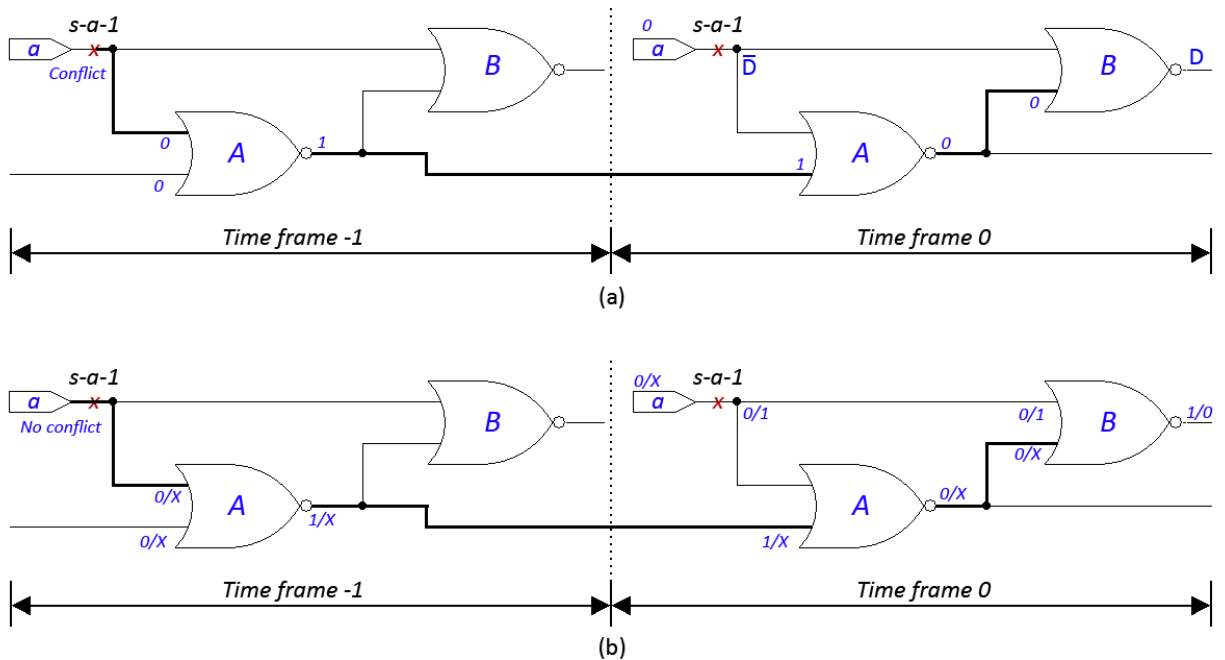 s-a-1
a
x
Conflict
0
0
A
1
B
0
s-a-1
a
x
D̅
1
A
0
0
B
D
Time frame -1
Time frame 0
(a)
s-a-1
a
x
No conflict
0/X
0/X
A
1/X
B
0/X
s-a-1
a
x
0/1
1/X
A
0/X
0/1
0/X
B
1/0
Time frame -1
Time frame 0
(b)